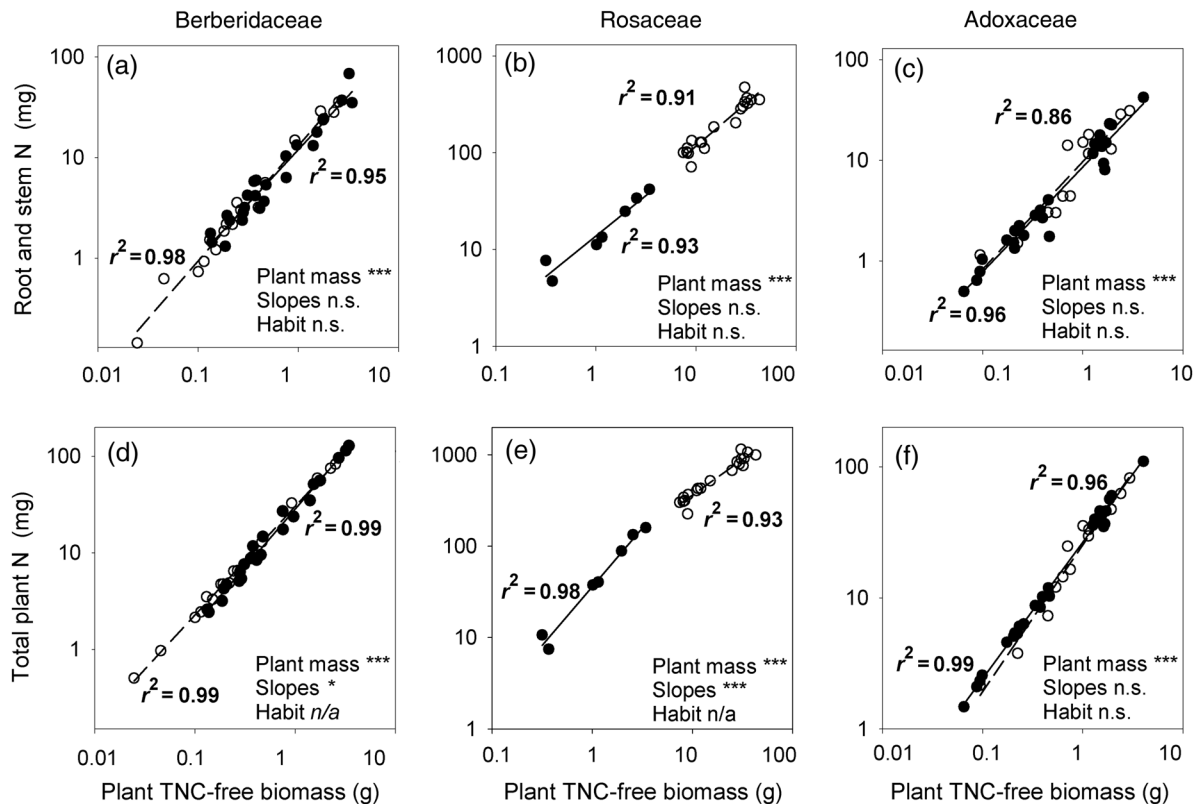 Berberidaceae
Rosaceae
Adoxaceae
Root and stem N (mg)
(a)
100
10
1
r² = 0.95
r² = 0.98
Plant mass ***
Slopes n.s.
Habit n.s.
0.01
0.1
1
10
(b)
1000
100
10
1
r² = 0.91
r² = 0.93
Plant mass ***
Slopes n.s.
Habit n.s.
0.1
1
10
100
(c)
100
10
1
r² = 0.86
r² = 0.96
Plant mass ***
Slopes n.s.
Habit n.s.
0.01
0.1
1
10
Total plant N (mg)
(d)
100
10
1
r² = 0.99
r² = 0.99
Plant mass ***
Slopes *
Habit n/a
0.01
0.1
1
10
Plant TNC-free biomass (g)
(e)
1000
100
10
1
r² = 0.93
r² = 0.98
Plant mass ***
Slopes ***
Habit n/a
0.1
1
10
100
Plant TNC-free biomass (g)
(f)
100
10
1
r² = 0.96
r² = 0.99
Plant mass ***
Slopes n.s.
Habit n.s.
0.01
0.1
1
10
Plant TNC-free biomass (g)